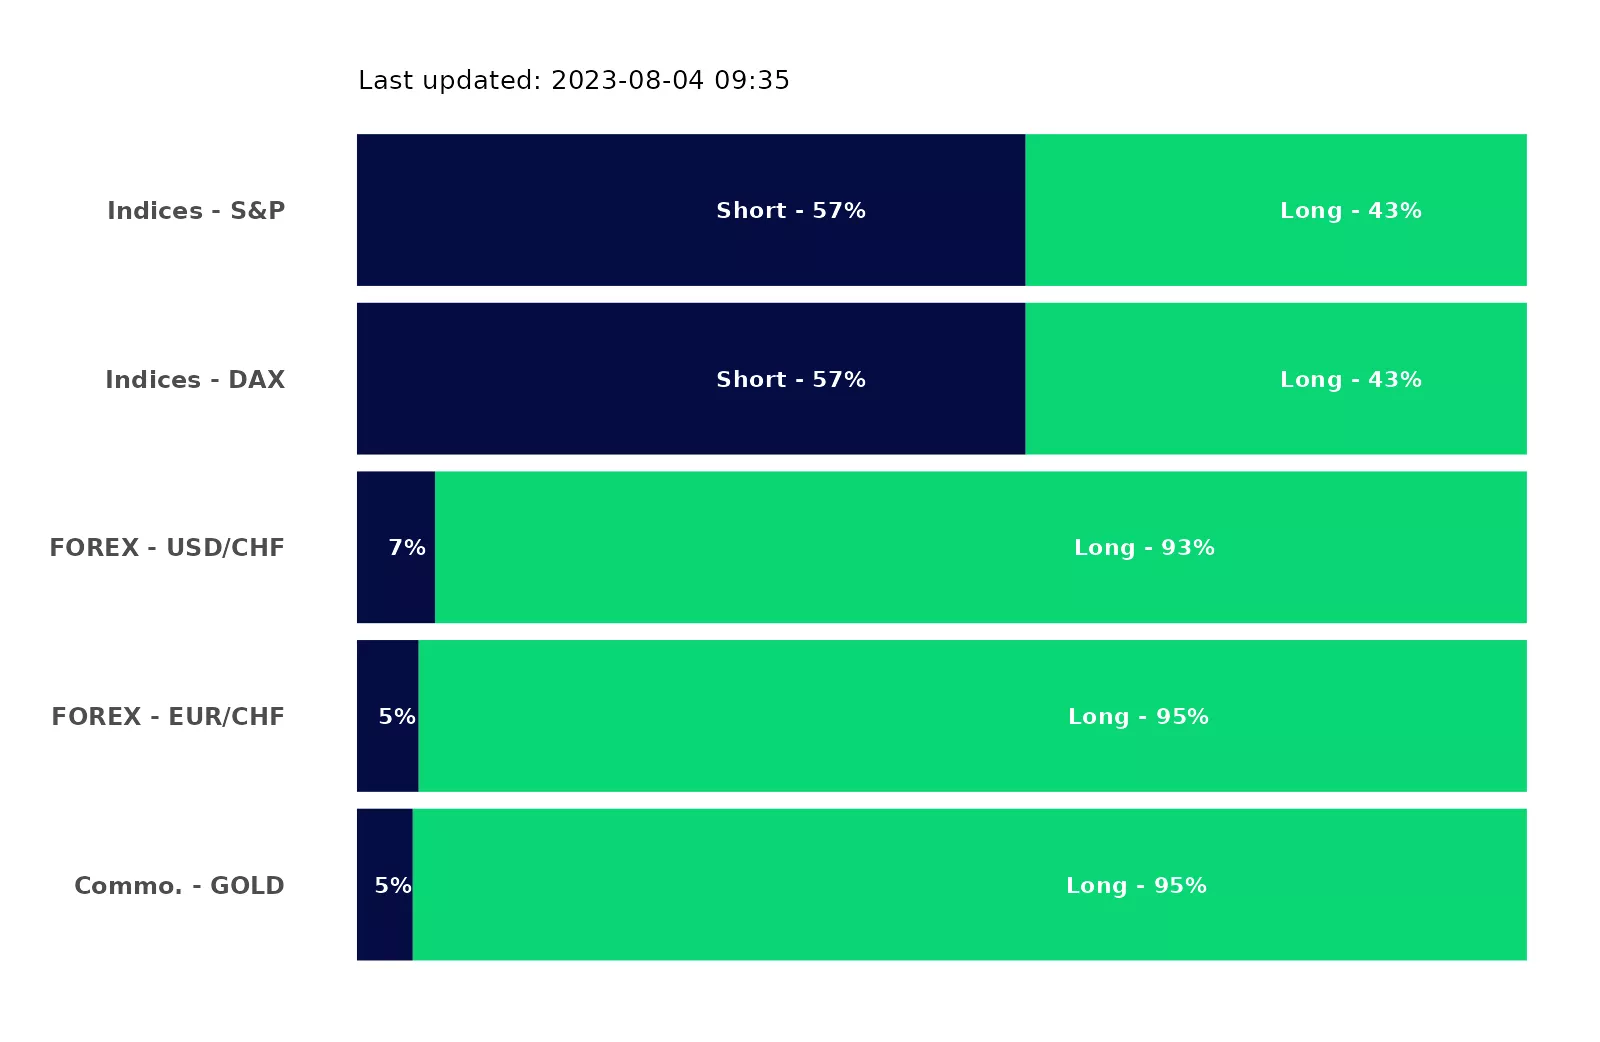 Last updated: 2023-08-04 09:35
Indices - S&P Short - 57% Long - 43%
Indices - DAX Short - 57% Long - 43%
FOREX - USD/CHF 7% Long - 93%
FOREX - EUR/CHF 5% Long - 95%
Commo. - GOLD 5% Long - 95%